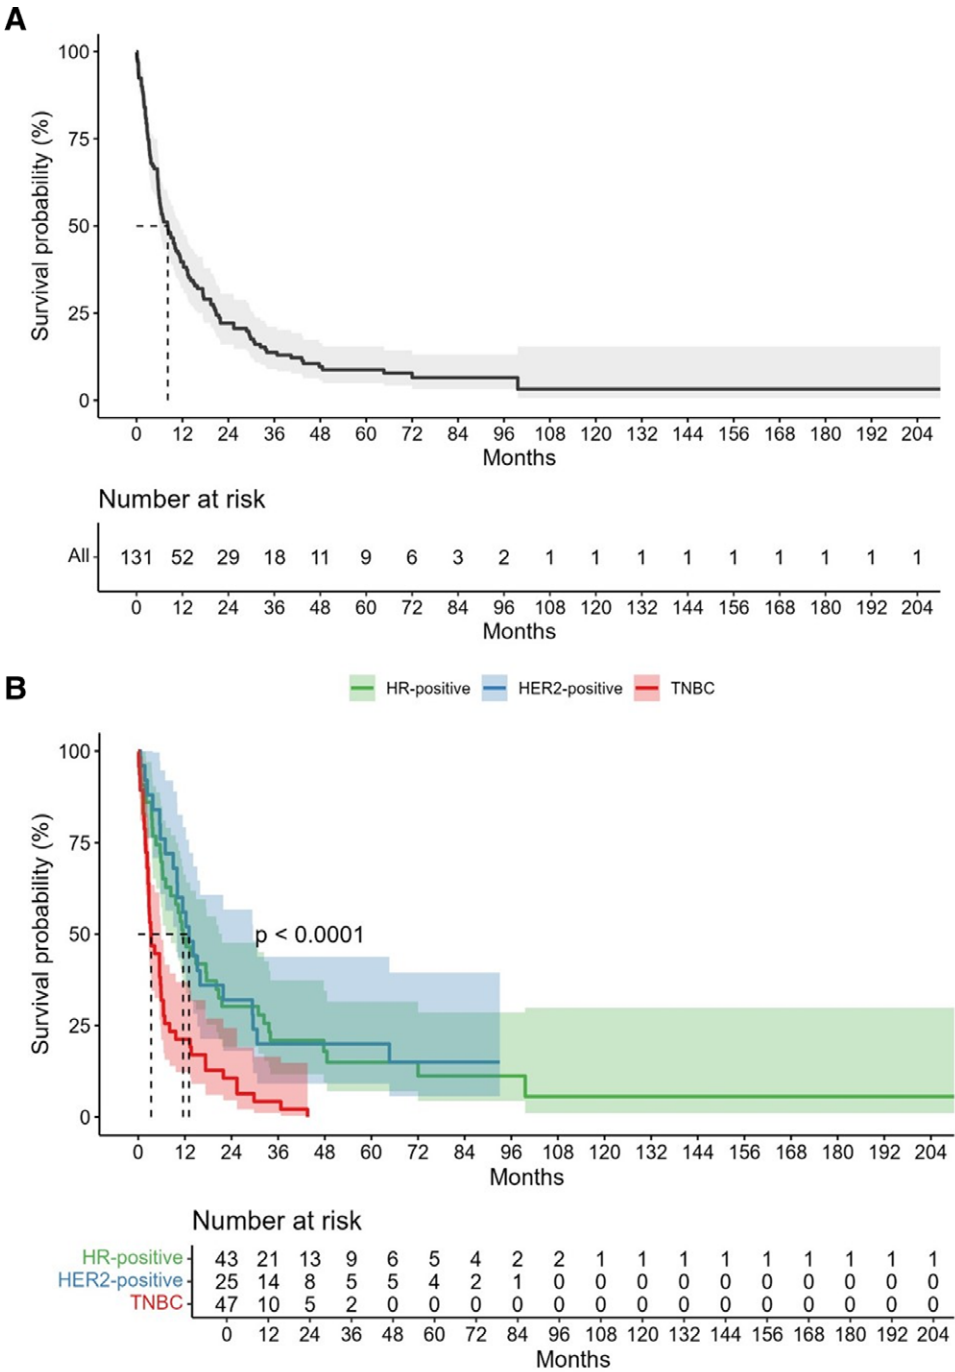 A
Survival probability (%)
100
75
50
25
0
0 12 24 36 48 60 72 84 96 108 120 132 144 156 168 180 192 204
Months
Number at risk
All 131 52 29 18 11 9 6 3 2 1 1 1 1 1 1 1 1 1
0 12 24 36 48 60 72 84 96 108 120 132 144 156 168 180 192 204
Months
B
HR-positive HER2-positive TNBC
Survival probability (%)
100
75
50
25
0
p < 0.0001
0 12 24 36 48 60 72 84 96 108 120 132 144 156 168 180 192 204
Months
Number at risk
HR-positive 43 21 13 9 6 5 4 2 2 1 1 1 1 1 1 1 1 1
HER2-positive 25 14 8 5 5 4 2 1 0 0 0 0 0 0 0 0 0 0
TNBC 47 10 5 2 0 0 0 0 0 0 0 0 0 0 0 0 0 0
0 12 24 36 48 60 72 84 96 108 120 132 144 156 168 180 192 204
Months